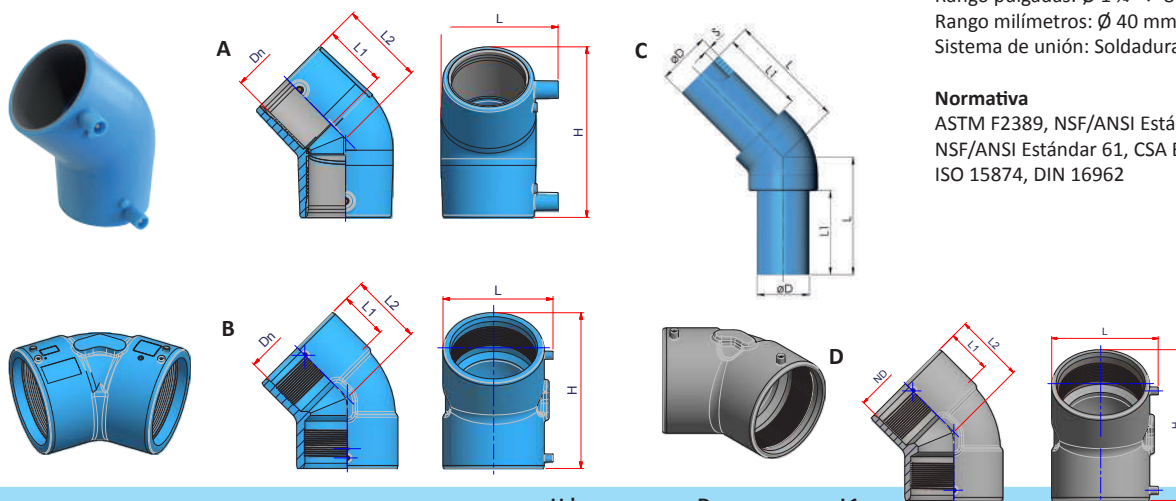 Rango milímetros: Ø 40 mm
Sistema de unión: Soldadura
Normativa
ASTM F2389, NSF/ANSI Está
NSF/ANSI Estándar 61, CSA
ISO 15874, DIN 16962
A
Dn
L1
L2
L
H
C
øD
S
L1
L
L1
L
øD
B
Dn
L1
L2
L
H
D
ND
L1
L2
L